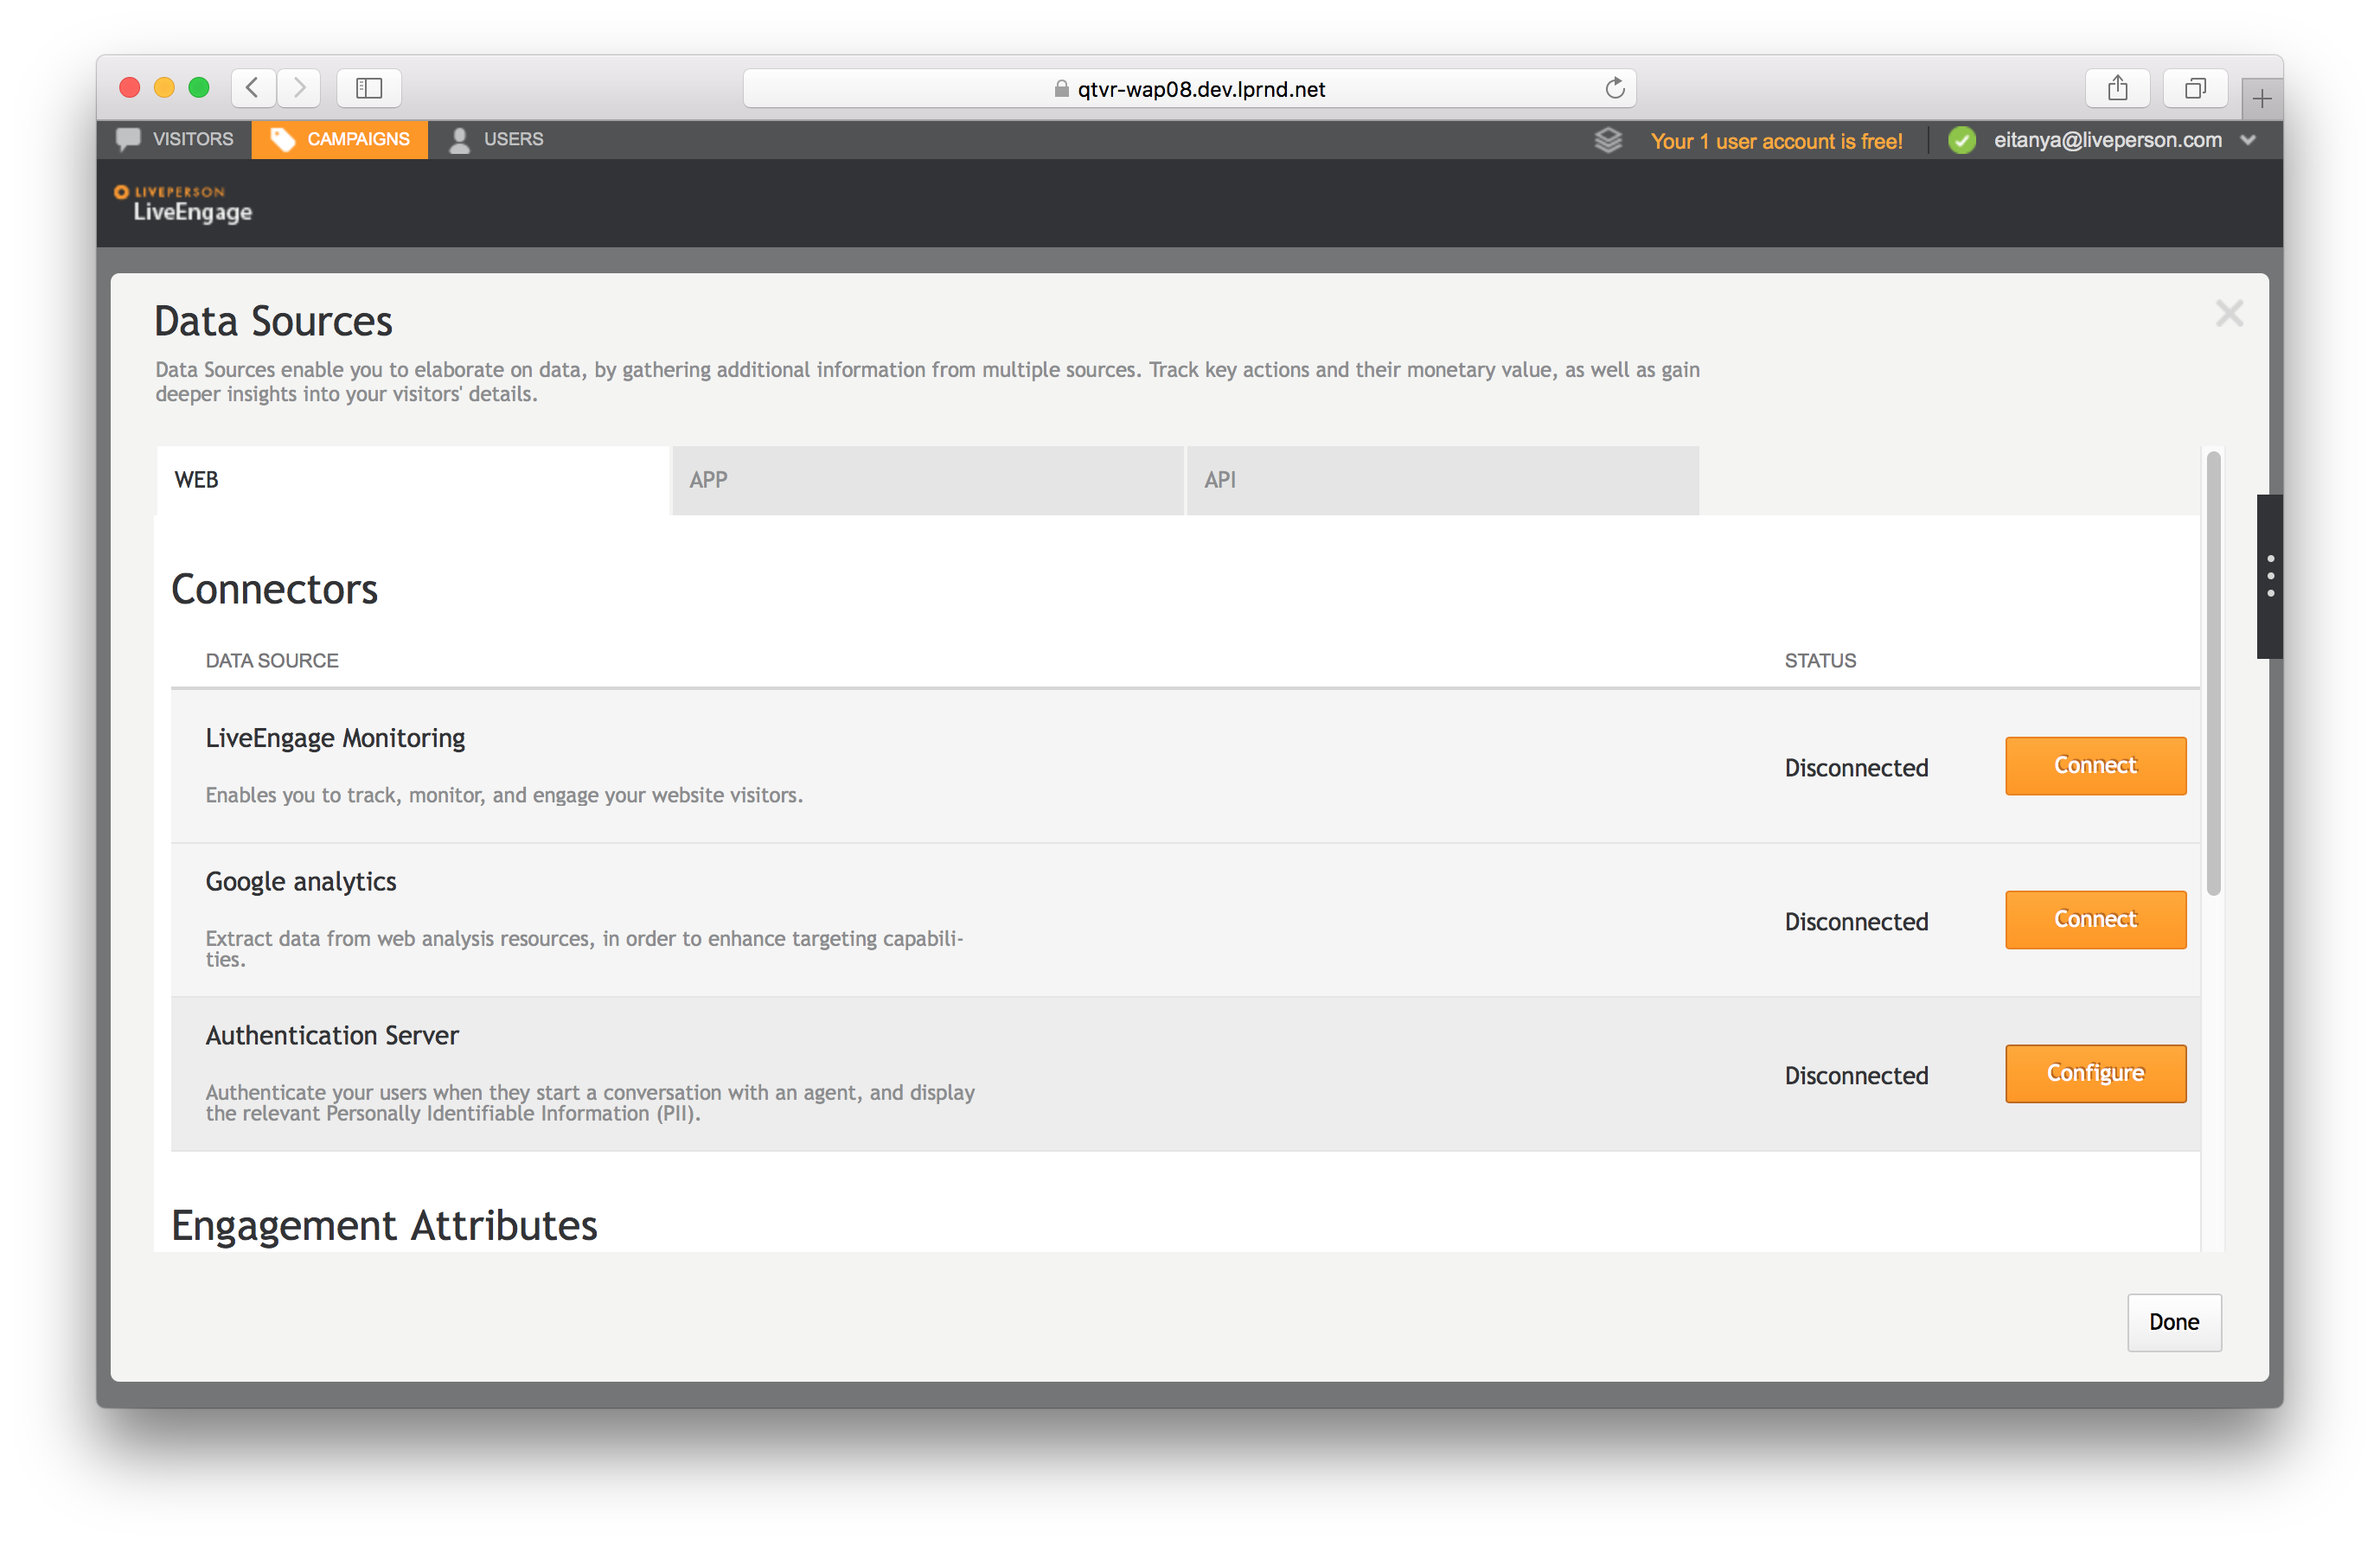 qtvr-wap08.dev.lprnd.net
VISITORS
CAMPAIGNS
USERS
Your 1 user account is free!
eitanya@liveperson.com
LIVEPERSON
LiveEngage
Data Sources
Data Sources enable you to elaborate on data, by gathering additional information from multiple sources. Track key actions and their monetary value, as well as gain
deeper insights into your visitors' details.
WEB
APP
API
Connectors
DATA SOURCE
STATUS
LiveEngage Monitoring
Enables you to track, monitor, and engage your website visitors.
Disconnected
Connect
Google analytics
Extract data from web analysis resources, in order to enhance targeting capabili-
ties.
Disconnected
Connect
Authentication Server
Authenticate your users when they start a conversation with an agent, and display
the relevant Personally Identifiable Information (PII).
Disconnected
Configure
Engagement Attributes
Done